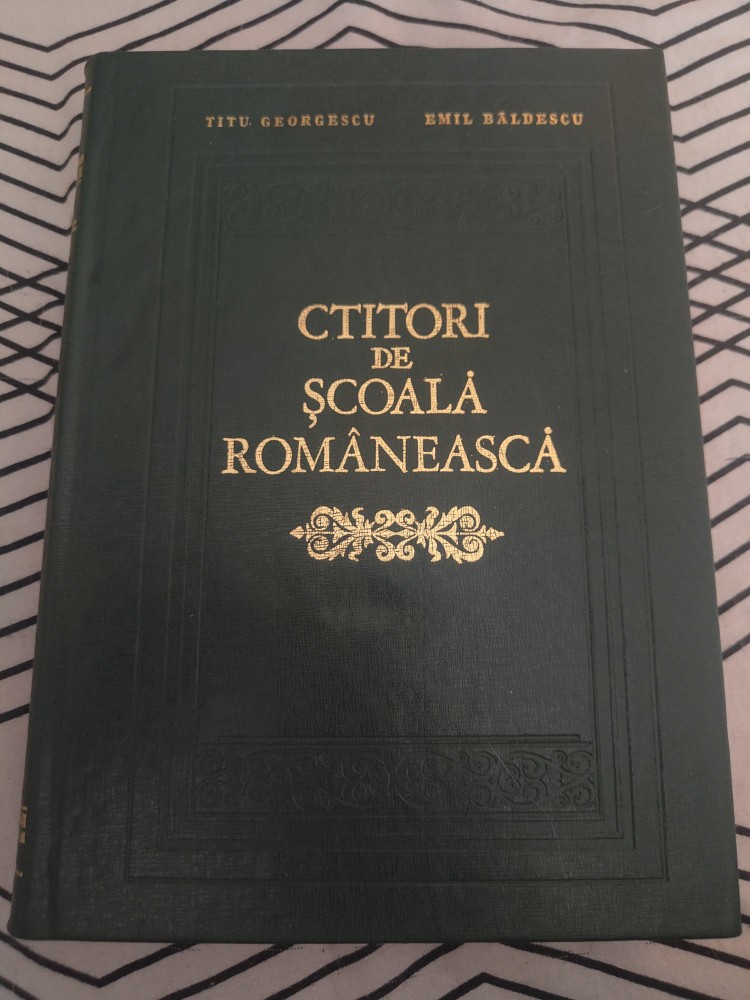 TITU GEORGESCU EMIL BĂLDESCU
CTITORI
DE
ȘCOALĂ
ROMÂNEASCĂ